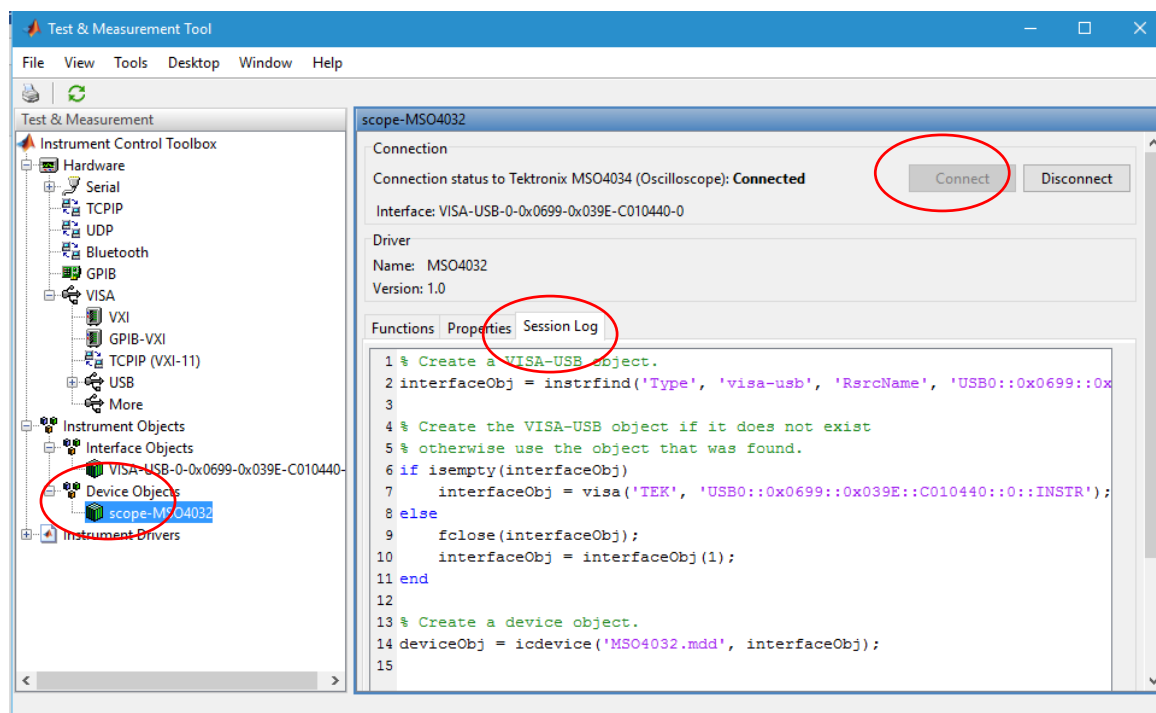 Test & Measurement Tool
File View Tools Desktop Window Help
Test & Measurement
Instrument Control Toolbox
Hardware
Serial
TCPIP
UDP
Bluetooth
GPIB
VISA
VXI
GPIB-VXI
TCPIP (VXI-11)
USB
More
Instrument Objects
Interface Objects
VISA-USB-0-0x0699-0x039E-C010440-
Device Objects
scope-MSO4032
Instrument Drivers
scope-MSO4032
Connection
Connection status to Tektronix MSO4034 (Oscilloscope): Connected
Connect Disconnect
Interface: VISA-USB-0-0x0699-0x039E-C010440-0
Driver
Name: MSO4032
Version: 1.0
Functions Properties Session Log
1 % Create a VISA-USB object.
2 interfaceObj = instrfind('Type', 'visa-usb', 'RsrcName', 'USB0::0x0699::0x
3
4 % Create the VISA-USB object if it does not exist
5 % otherwise use the object that was found.
6 if isempty(interfaceObj)
7 interfaceObj = visa('TEK', 'USB0::0x0699::0x039E::C010440::0::INSTR');
8 else
9 fclose(interfaceObj);
10 interfaceObj = interfaceObj(1);
11 end
12
13 % Create a device object.
14 deviceObj = icdevice('MSO4032.mdd', interfaceObj);
15